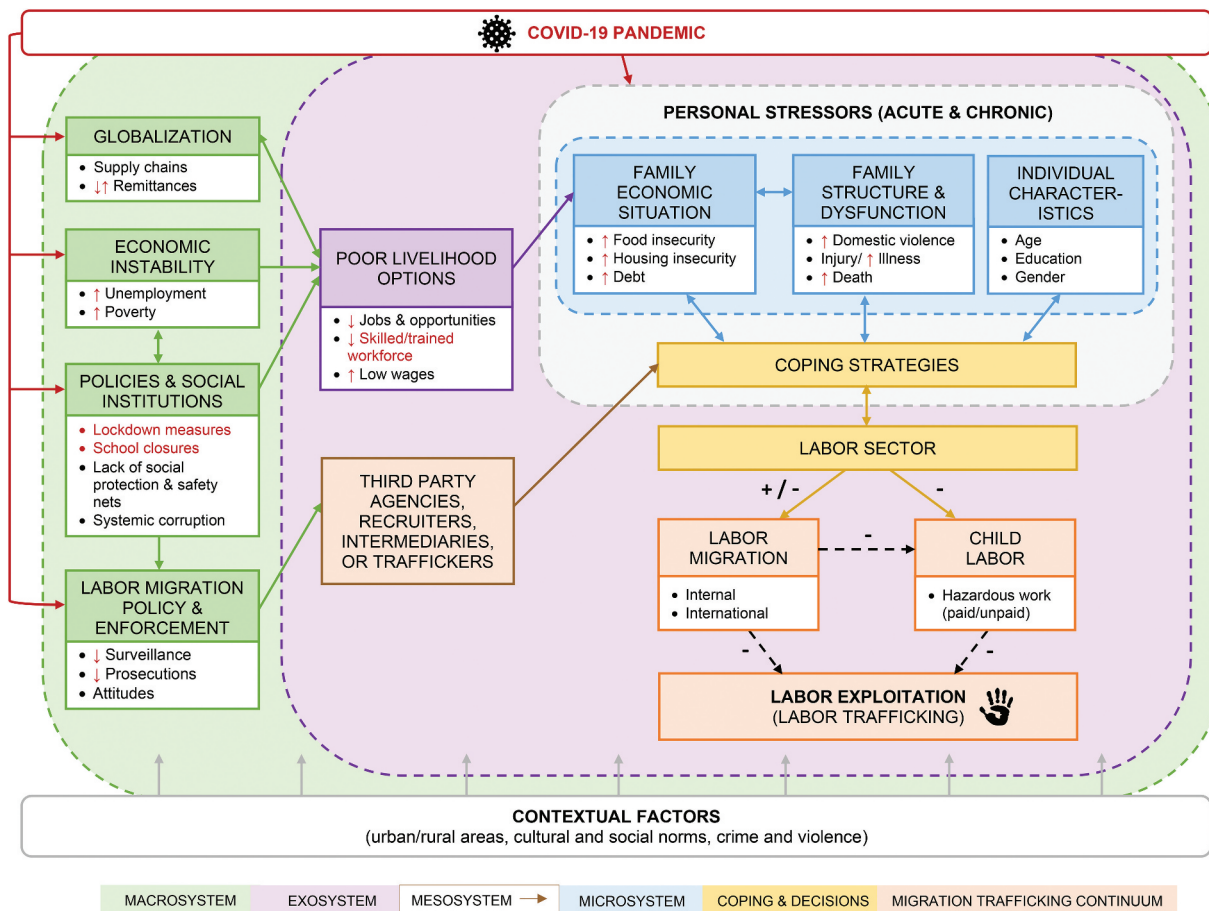 COVID-19 PANDEMIC
GLOBALIZATION
• Supply chains
• ↓↑ Remittances
ECONOMIC
INSTABILITY
• ↑ Unemployment
• ↑ Poverty
POLICIES & SOCIAL
INSTITUTIONS
• Lockdown measures
• School closures
• Lack of social
protection & safety
nets
• Systemic corruption
LABOR MIGRATION
POLICY &
ENFORCEMENT
• ↓ Surveillance
• ↓ Prosecutions
• Attitudes
POOR LIVELIHOOD
OPTIONS
• ↓ Jobs & opportunities
• ↓ Skilled/trained
workforce
• ↑ Low wages
THIRD PARTY
AGENCIES,
RECRUITERS,
INTERMEDIARIES,
OR TRAFFICKERS
PERSONAL STRESSORS (ACUTE & CHRONIC)
FAMILY
ECONOMIC
SITUATION
• ↑ Food insecurity
• ↑ Housing insecurity
• ↑ Debt
FAMILY
STRUCTURE &
DYSFUNCTION
• ↑ Domestic violence
• Injury/ ↑ Illness
• ↑ Death
INDIVIDUAL
CHARACTER-
ISTICS
• Age
• Education
• Gender
COPING STRATEGIES
LABOR SECTOR
+ / -
-
LABOR
MIGRATION
• Internal
• International
-
CHILD
LABOR
• Hazardous work
(paid/unpaid)
-
-
LABOR EXPLOITATION
(LABOR TRAFFICKING)
CONTEXTUAL FACTORS
(urban/rural areas, cultural and social norms, crime and violence)
MACROSYSTEM
EXOSYSTEM
MESOSYSTEM →
MICROSYSTEM
COPING & DECISIONS
MIGRATION TRAFFICKING CONTINUUM